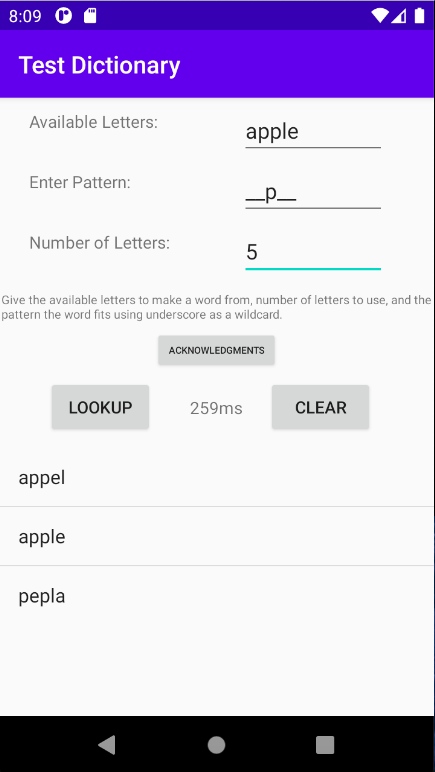 8:09
Test Dictionary
Available Letters:
apple
Enter Pattern:
__p__
Number of Letters:
5
Give the available letters to make a word from, number of letters to use, and the
pattern the word fits using underscore as a wildcard.
ACKNOWLEDGMENTS
LOOKUP 259ms CLEAR
appel
apple
pepla